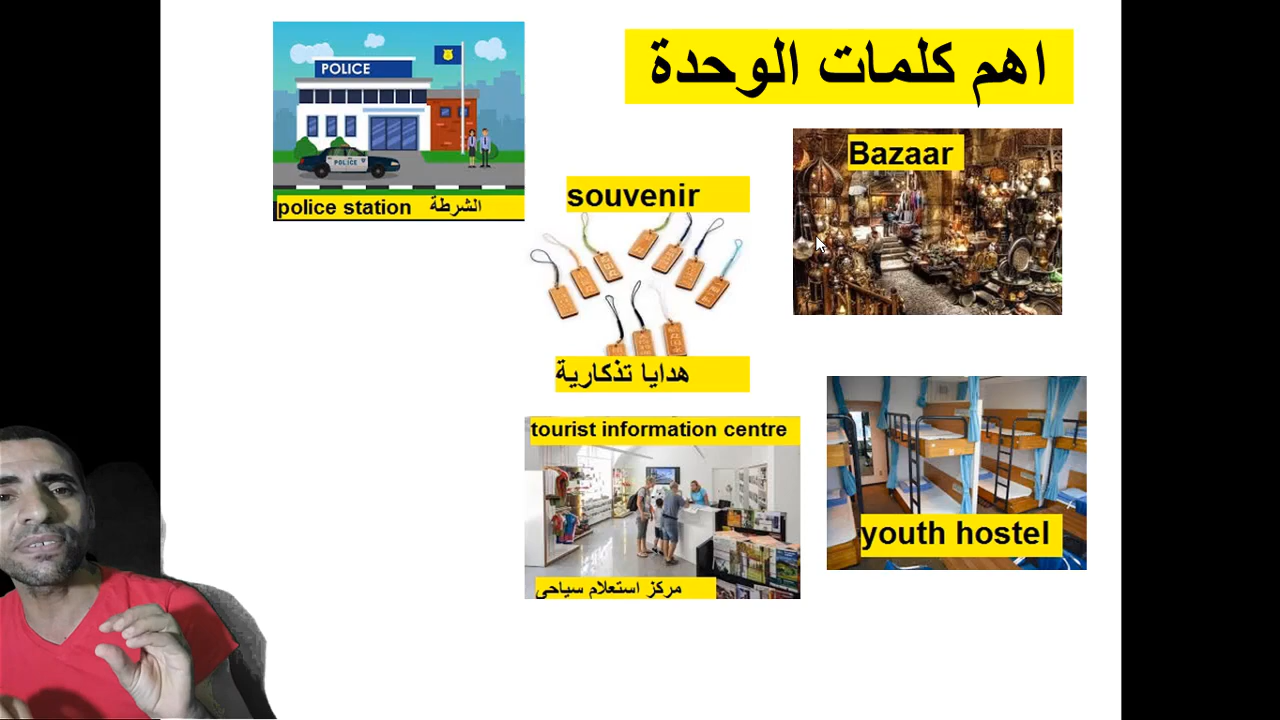 اهم كلمات الوحدة
POLICE
POLICE
police station الشرطة
souvenir
هدايا تذكارية
Bazaar
tourist information centre
مركز استعلام سياحى
youth hostel